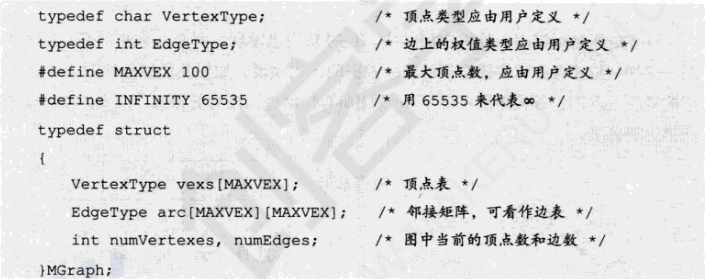 typedef char VertexType; /* 顶点类型应由用户定义 */
typedef int EdgeType; /* 边上的权值类型应由用户定义 */
#define MAXVEX 100 /* 最大顶点数，应由用户定义 */
#define INFINITY 65535 /* 用 65535 来代表∞ */
typedef struct
{
VertexType vexs[MAXVEX]; /* 顶点表 */
EdgeType arc[MAXVEX][MAXVEX]; /* 邻接矩阵，可看作边表 */
int numVertexes, numEdges; /* 图中当前的顶点数和边数 */
}MGraph;